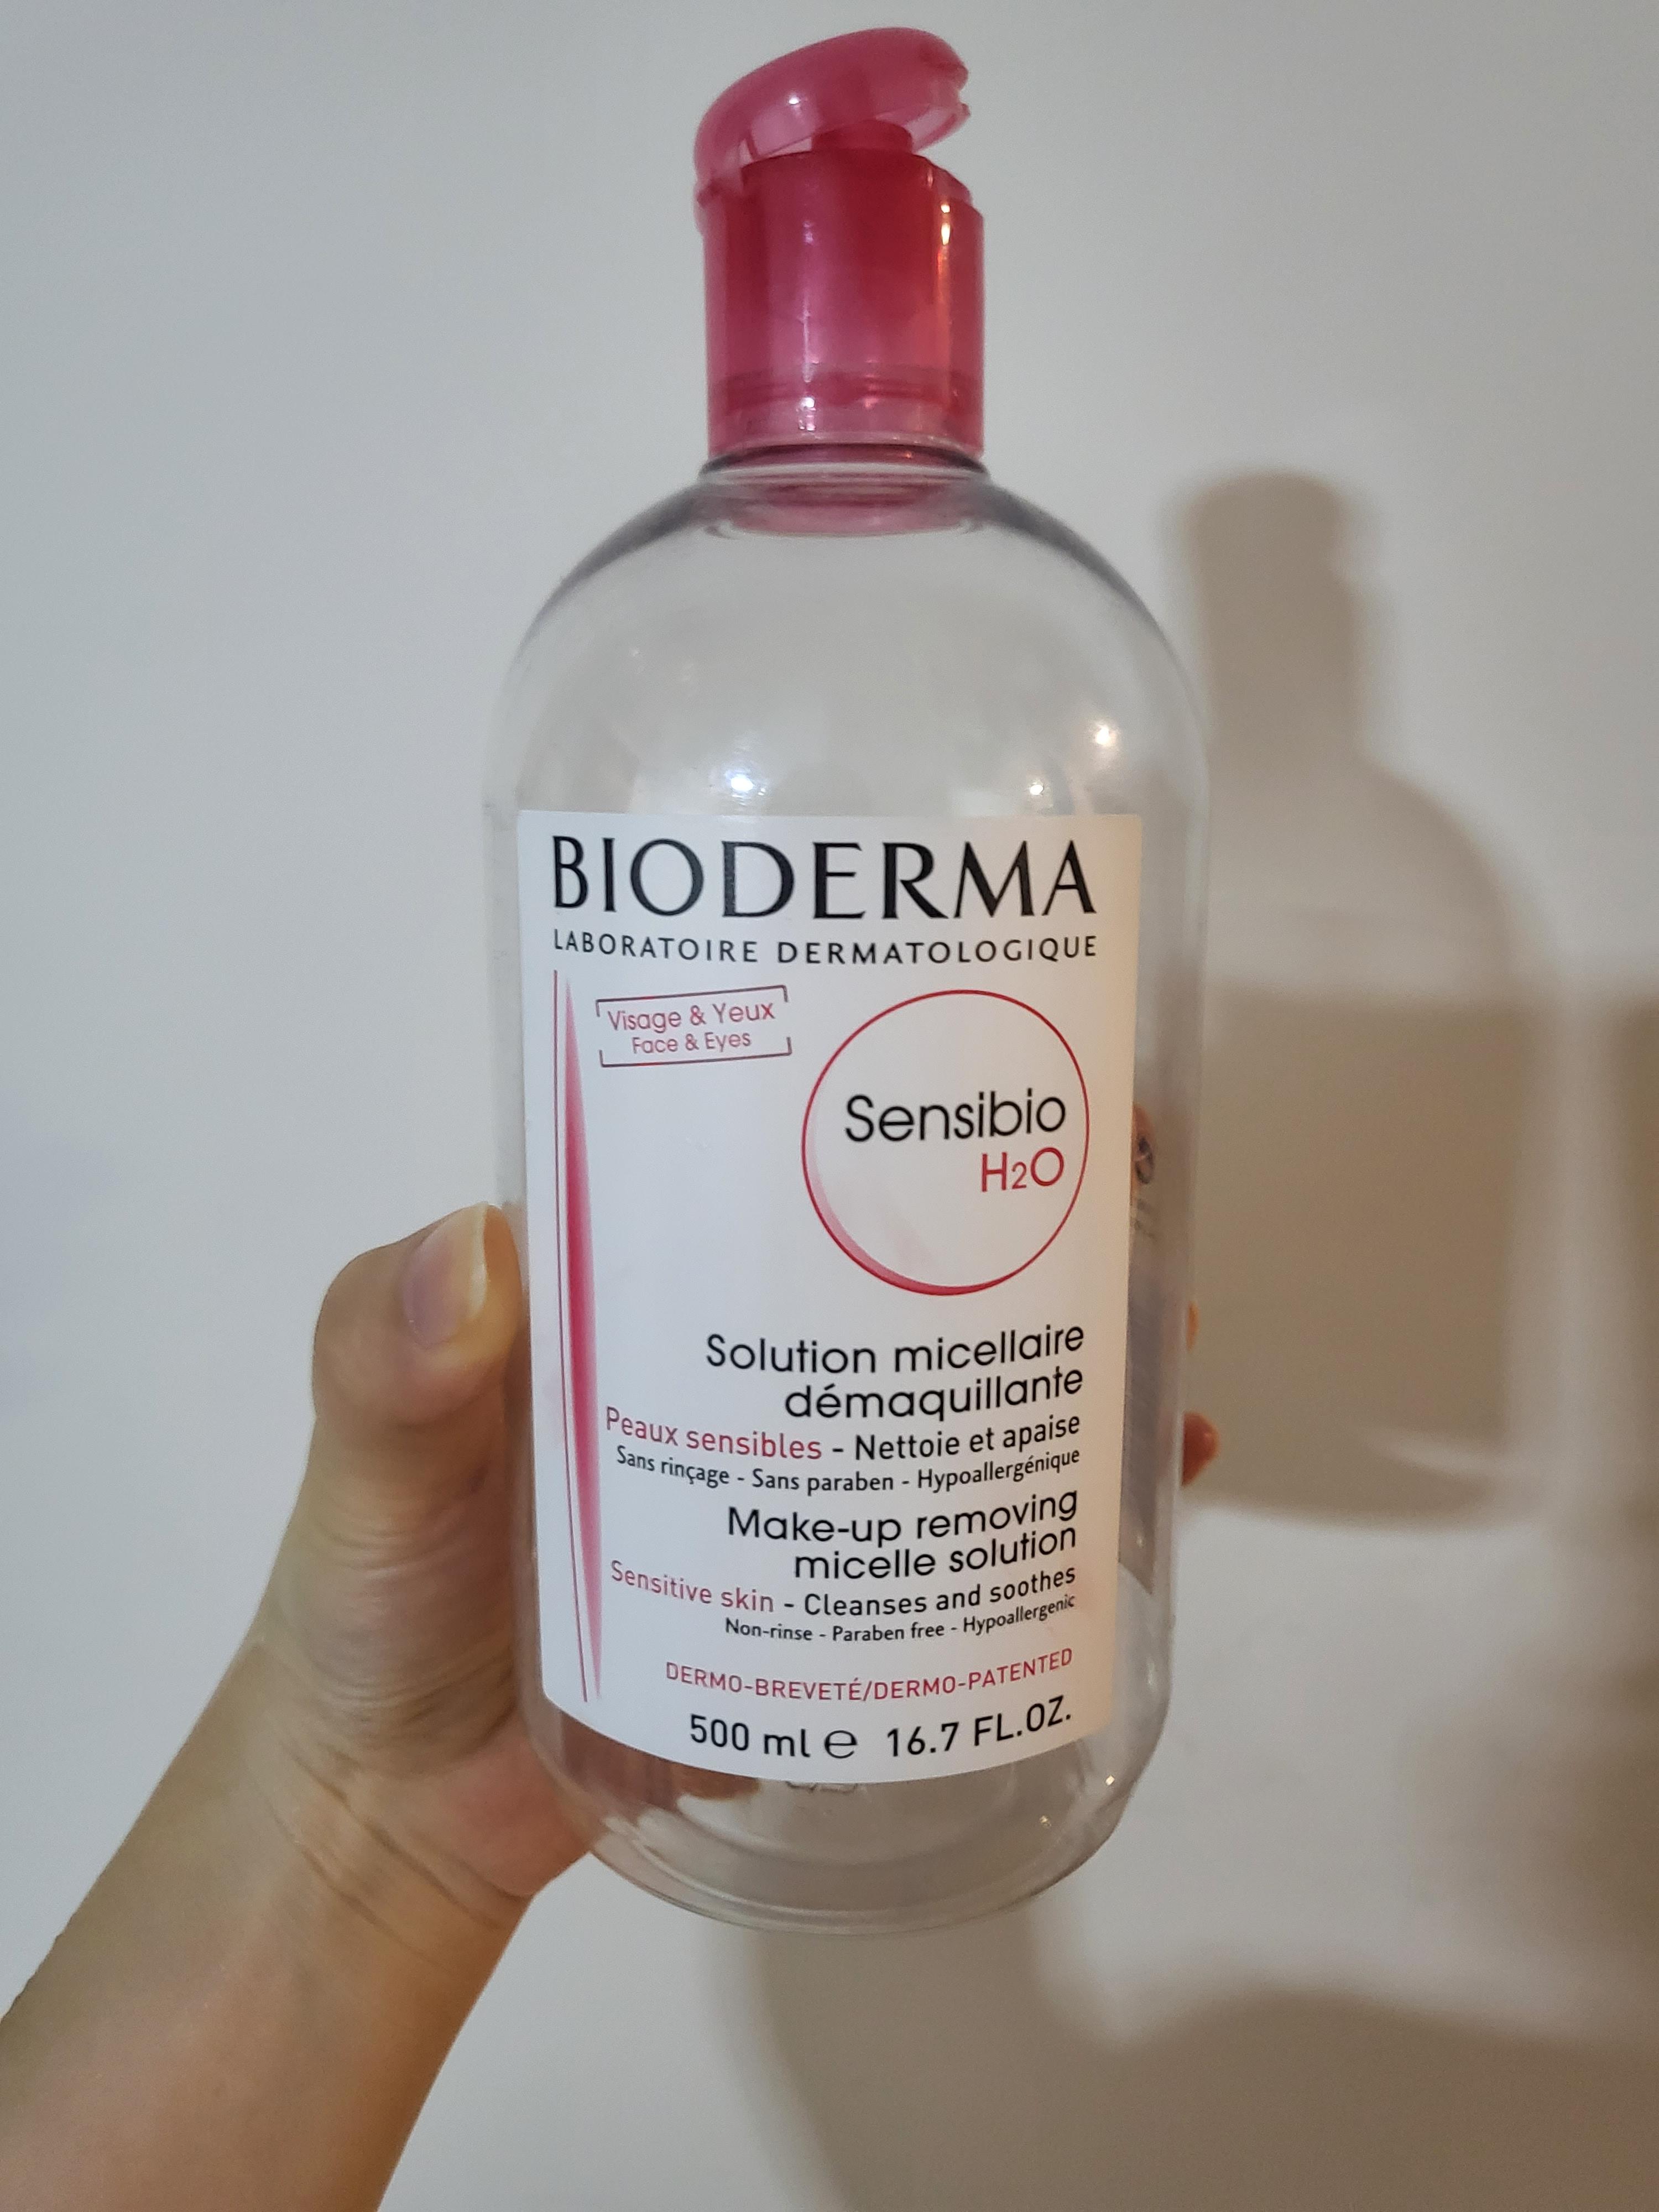 BIODERMA
LABORATOIRE DERMATOLOGIQUE
Visage & Yeux
Face & Eyes
Sensibio
H2O
Solution micellaire
démaquillante
Peaux sensibles - Nettoie et apaise
Sans rinçage - Sans paraben - Hypoallergénique
Make-up removing
micelle solution
Sensitive skin - Cleanses and soothes
Non-rinse - Paraben free - Hypoallergenic
DERMO-BREVETÉ/DERMO-PATENTED
500 ml ℮ 16.7 FL.OZ.